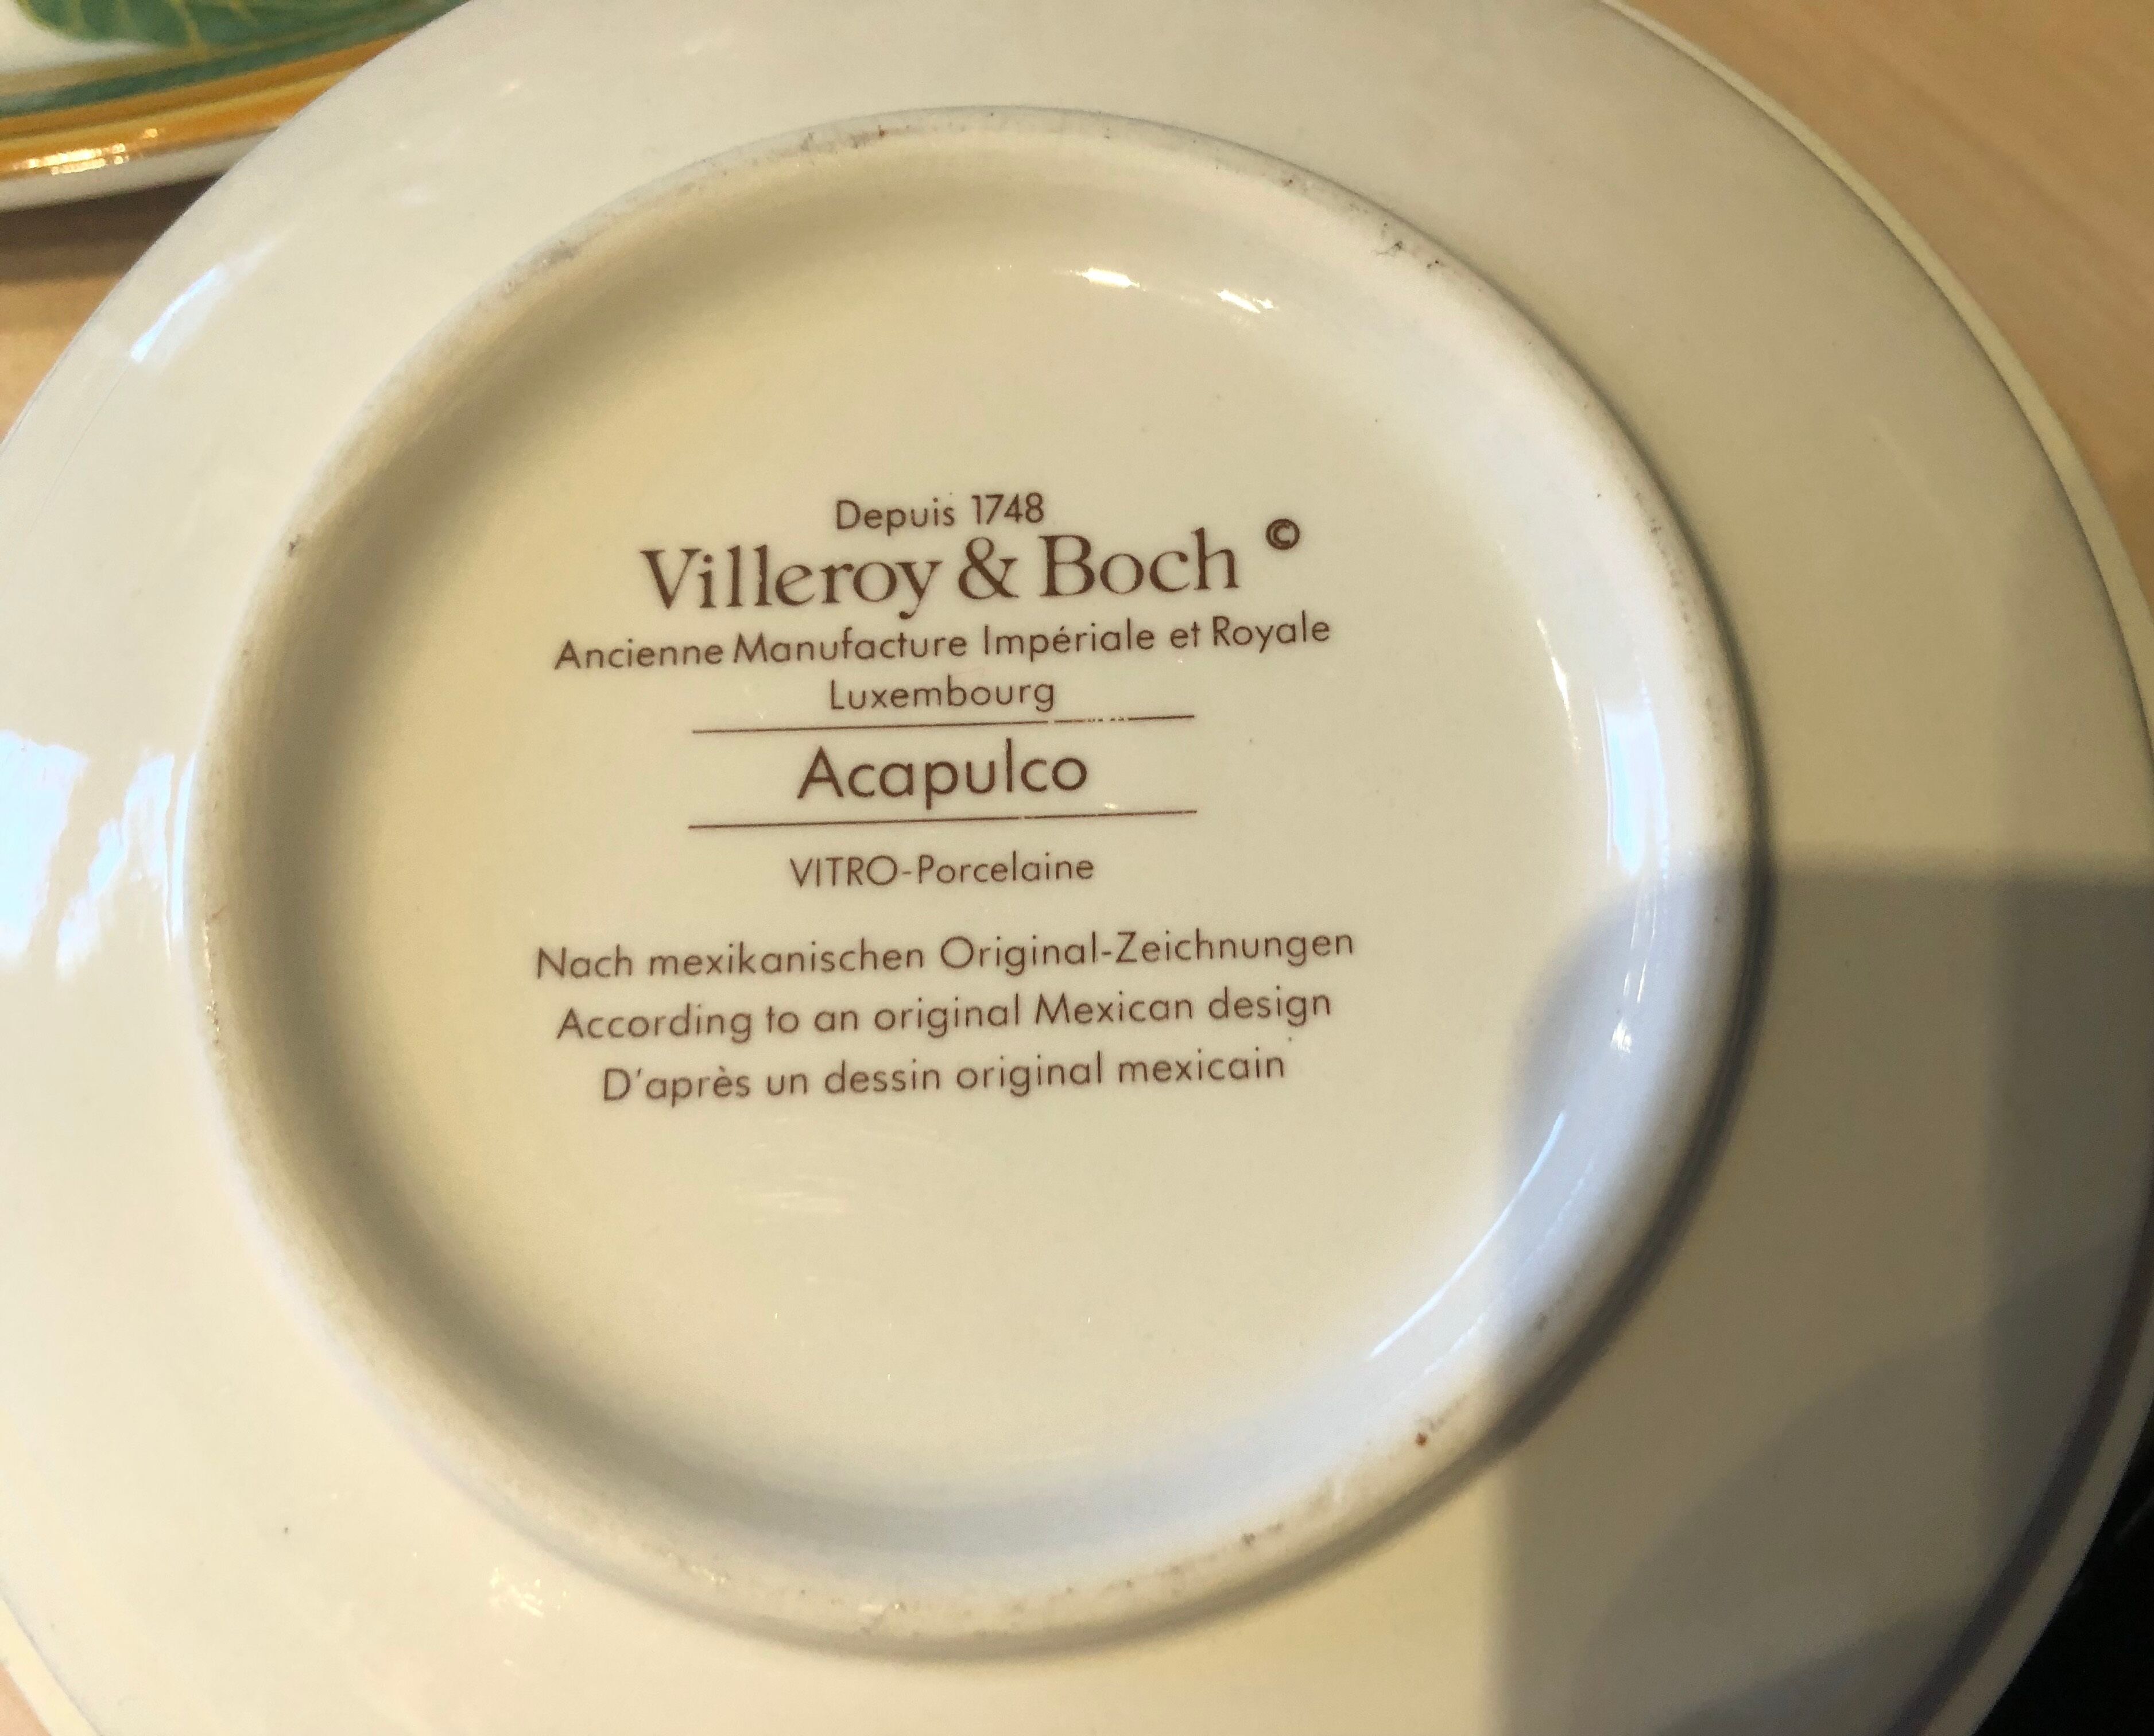 Depuis 1748
Villeroy & Boch ©
Ancienne Manufacture Impériale et Royale
Luxembourg
Acapulco
VITRO-Porcelaine
Nach mexikanischen Original-Zeichnungen
According to an original Mexican design
D'après un dessin original mexicain